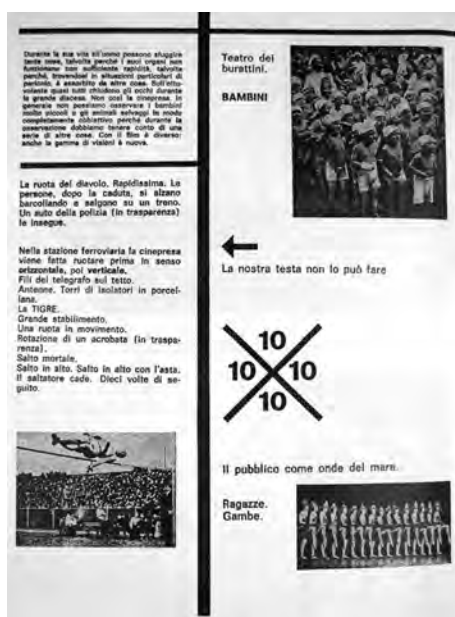 Durante la sua vita all'uomo possono sfuggire
tante cose, talvolta perché i suoi organi non
funzionano con sufficiente rapidità, talvolta
perché, trovandosi in situazioni particolari di
pericolo, è assorbito da altre cose. Sull'otto-
volante quasi tutti chiudono gli occhi durante
la grande discesa. Non così la cinepresa. In
generale non possiamo osservare i bambini
molto piccoli o gli animali selvaggi in modo
completamente obbiettivo perché durante la
osservazione dobbiamo tenere conto di una
serie di altre cose. Con il film è diverso:
anche la gamma di visioni è nuova.
La ruota del diavolo. Rapidissima. Le
persone, dopo la caduta, si alzano
barcollando e salgono su un treno.
Un auto della polizia (in trasparenza)
le insegue.
Nella stazione ferroviaria la cinepresa
viene fatta ruotare prima in senso
orizzontale, poi verticale.
Fili del telegrafo sul tetto.
Antenne. Torri di isolatori in porcel-
lana.
La TIGRE.
Grande stabilimento.
Una ruota in movimento.
Rotazione di un acrobata (in traspa-
renza).
Salto mortale.
Salto in alto. Salto in alto con l'asta.
Il saltatore cade. Dieci volte di se-
guito.
Teatro dei
burattini.
BAMBINI
La nostra testa non lo può fare
10
10 10
10
Il pubblico come onde del mare.
Ragazze.
Gambe.